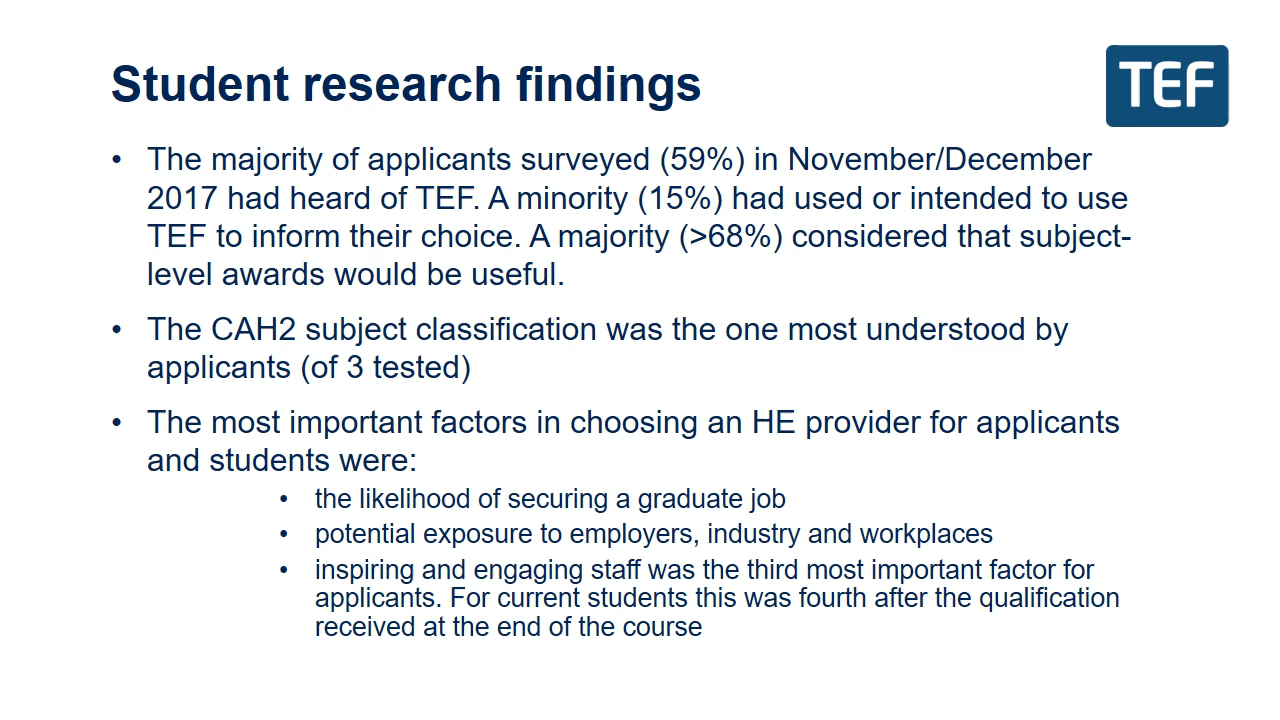 Student research findings
TEF
• The majority of applicants surveyed (59%) in November/December
2017 had heard of TEF. A minority (15%) had used or intended to use
TEF to inform their choice. A majority (>68%) considered that subject-
level awards would be useful.
• The CAH2 subject classification was the one most understood by
applicants (of 3 tested)
• The most important factors in choosing an HE provider for applicants
and students were:
• the likelihood of securing a graduate job
• potential exposure to employers, industry and workplaces
• inspiring and engaging staff was the third most important factor for
applicants. For current students this was fourth after the qualification
received at the end of the course